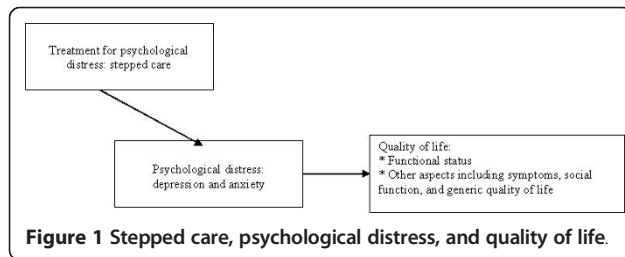 Treatment for psychological
distress: stepped care
Psychological distress:
depression and anxiety
Quality of life:
* Functional status
* Other aspects including symptoms, social
function, and generic quality of life
Figure 1 Stepped care, psychological distress, and quality of life.